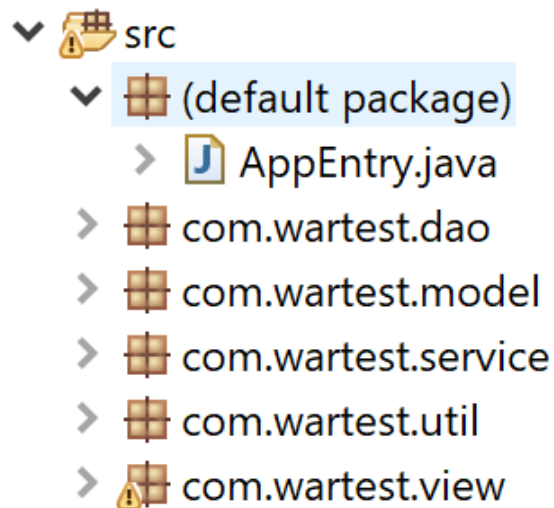 src
(default package)
J AppEntry.java
com.wartest.dao
com.wartest.model
com.wartest.service
com.wartest.util
com.wartest.view